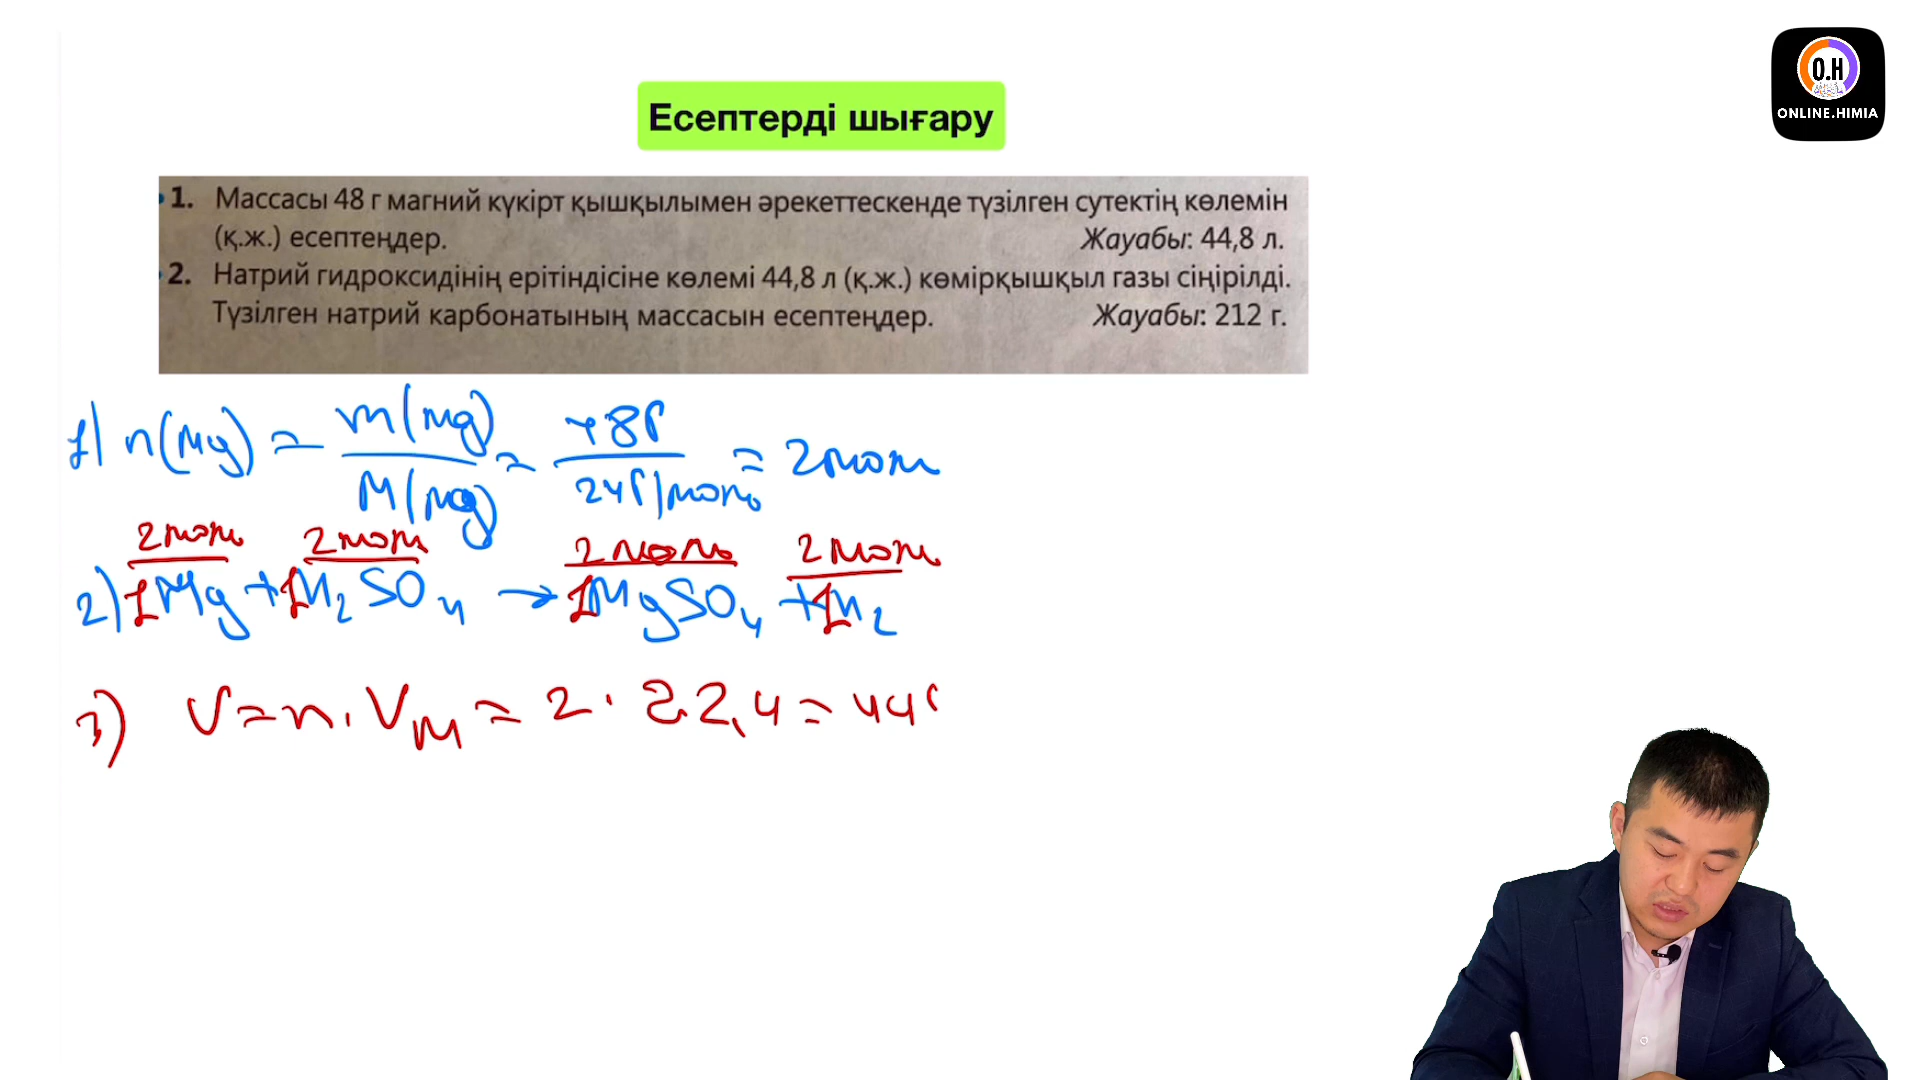 O.H
ONLINE.HIMIA
Есептерді шығару
1. Массасы 48 г магний күкірт қышқылымен әрекеттескенде түзілген сутектің көлемін
(қ.ж.) есептеңдер. Жауабы: 44,8 л.
2. Натрий гидроксидінің ерітіндісіне көлемі 44,8 л (қ.ж.) көмірқышқыл газы сіңірілді.
Түзілген натрий карбонатының массасын есептеңдер. Жауабы: 212 г.
1) n(Mg) = m(Mg) / M(Mg) = 48г / 24г/моль = 2моль
2моль 2моль 2моль 2моль
2) 1Mg + 1H₂SO₄ → 1MgSO₄ + 1H₂
3) V = n · Vм = 2 · 22,4 = 44